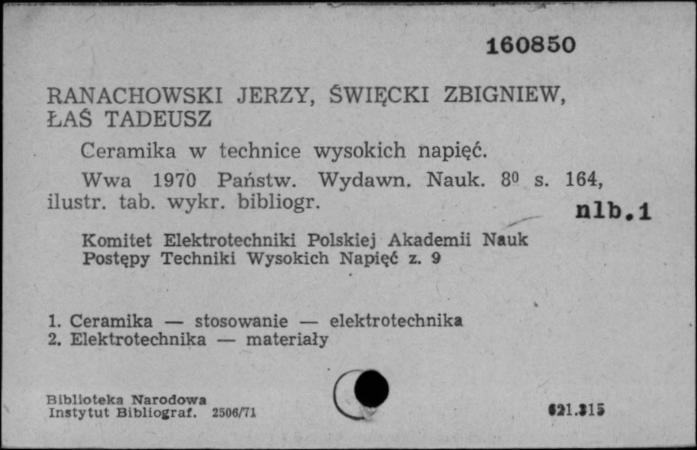 160850
RANACHOWSKI JERZY, ŚWIĘCKI ZBIGNIEW,
ŁAŚ TADEUSZ
Ceramika w technice wysokich napięć.
Wwa 1970 Państw. Wydawn. Nauk. 8⁰ s. 164,
ilustr. tab. wykr. bibliogr.
nlb.1
Komitet Elektrotechniki Polskiej Akademii Nauk
Postępy Techniki Wysokich Napięć z. 9
1. Ceramika — stosowanie — elektrotechnika
2. Elektrotechnika — materiały
Biblioteka Narodowa
Instytut Bibliograf. 2506/71
621.315